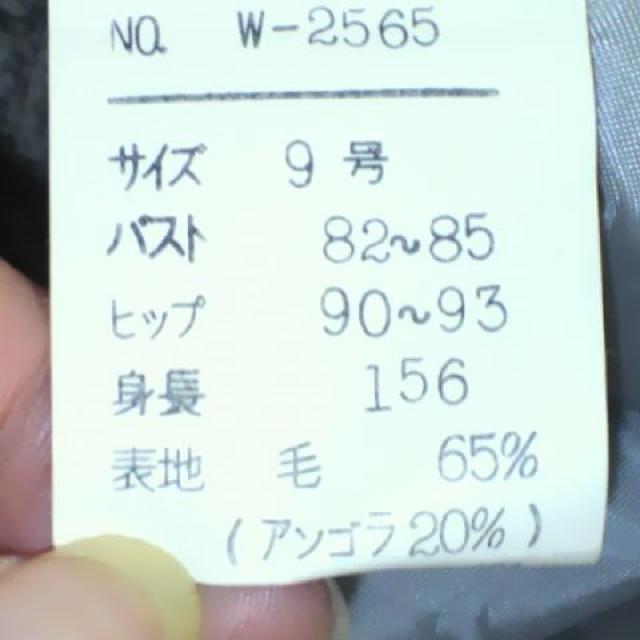 NO. W-2565
サイズ 9号
バスト 82~85
ヒップ 90~93
身長 156
表地 毛 65%
(アンゴラ20%)